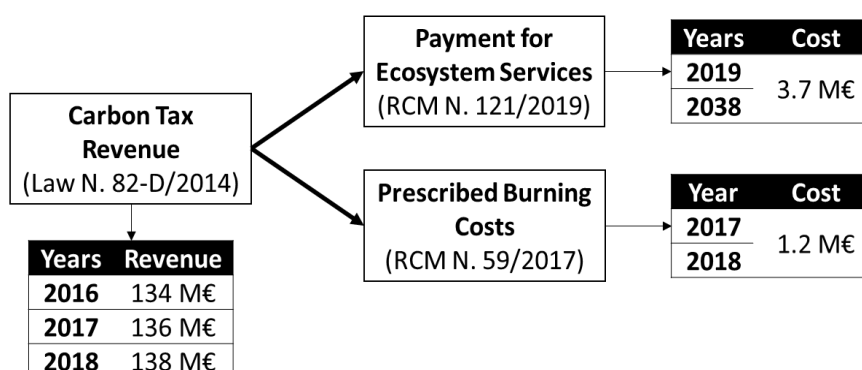 Carbon Tax
Revenue
(Law N. 82-D/2014)
Years Revenue
2016 134 M€
2017 136 M€
2018 138 M€
Payment for
Ecosystem Services
(RCM N. 121/2019)
Years Cost
2019
3.7 M€
2038
Prescribed Burning
Costs
(RCM N. 59/2017)
Year Cost
2017
1.2 M€
2018